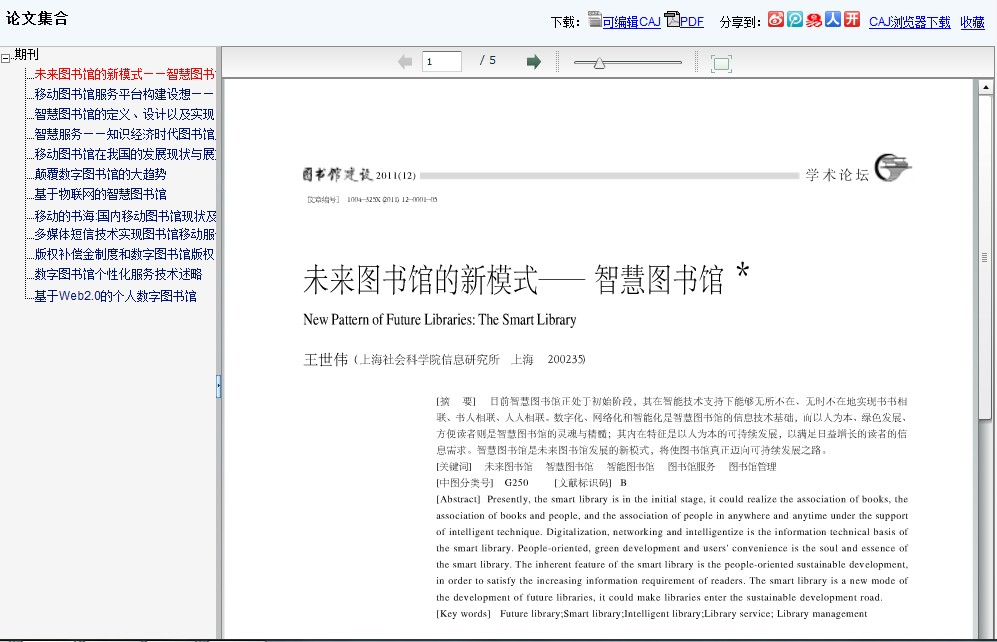 论文集合
下载: 可编辑CAJ PDF 分享到: 人 开 CAJ浏览器下载 收藏
期刊
未来图书馆的新模式——智慧图书
移动图书馆服务平台构建设想——
智慧图书馆的定义、设计以及实现
智慧服务——知识经济时代图书馆
移动图书馆在我国的发展现状与展
颠覆数字图书馆的大趋势
基于物联网的智慧图书馆
移动的书海:国内移动图书馆现状及
多媒体短信技术实现图书馆移动服
版权补偿金制度和数字图书馆版权
数字图书馆个性化服务技术述略
基于Web2.0的个人数字图书馆
1 / 5
图书馆建设 2011(12) 学术论坛
[文章编号] 1004-325X(2011)12-0001-05
未来图书馆的新模式—— 智慧图书馆 *
New Pattern of Future Libraries: The Smart Library
王世伟 (上海社会科学院信息研究所 上海 200235)
[摘 要] 目前智慧图书馆正处于初始阶段，其在智能技术支持下能够无所不在、无时不在地实现书书相
联、书人相联、人人相联。数字化、网络化和智能化是智慧图书馆的信息技术基础，而以人为本、绿色发展、
方便读者则是智慧图书馆的灵魂与精髓；其内在特征是以人为本的可持续发展，以满足日益增长的读者的信
息需求。智慧图书馆是未来图书馆发展的新模式，将使图书馆真正迈向可持续发展之路。
[关键词] 未来图书馆 智慧图书馆 智能图书馆 图书馆服务 图书馆管理
[中图分类号] G250 [文献标识码] B
[Abstract] Presently, the smart library is in the initial stage, it could realize the association of books, the
association of books and people, and the association of people in anywhere and anytime under the support
of intelligent technique. Digitalization, networking and intelligentize is the information technical basis of
the smart library. People-oriented, green development and users' convenience is the soul and essence of
the smart library. The inherent feature of the smart library is the people-oriented sustainable development,
in order to satisfy the increasing information requirement of readers. The smart library is a new mode of
the development of future libraries, it could make libraries enter the sustainable development road.
[Key words] Future library;Smart library;Intelligent library;Library service; Library management